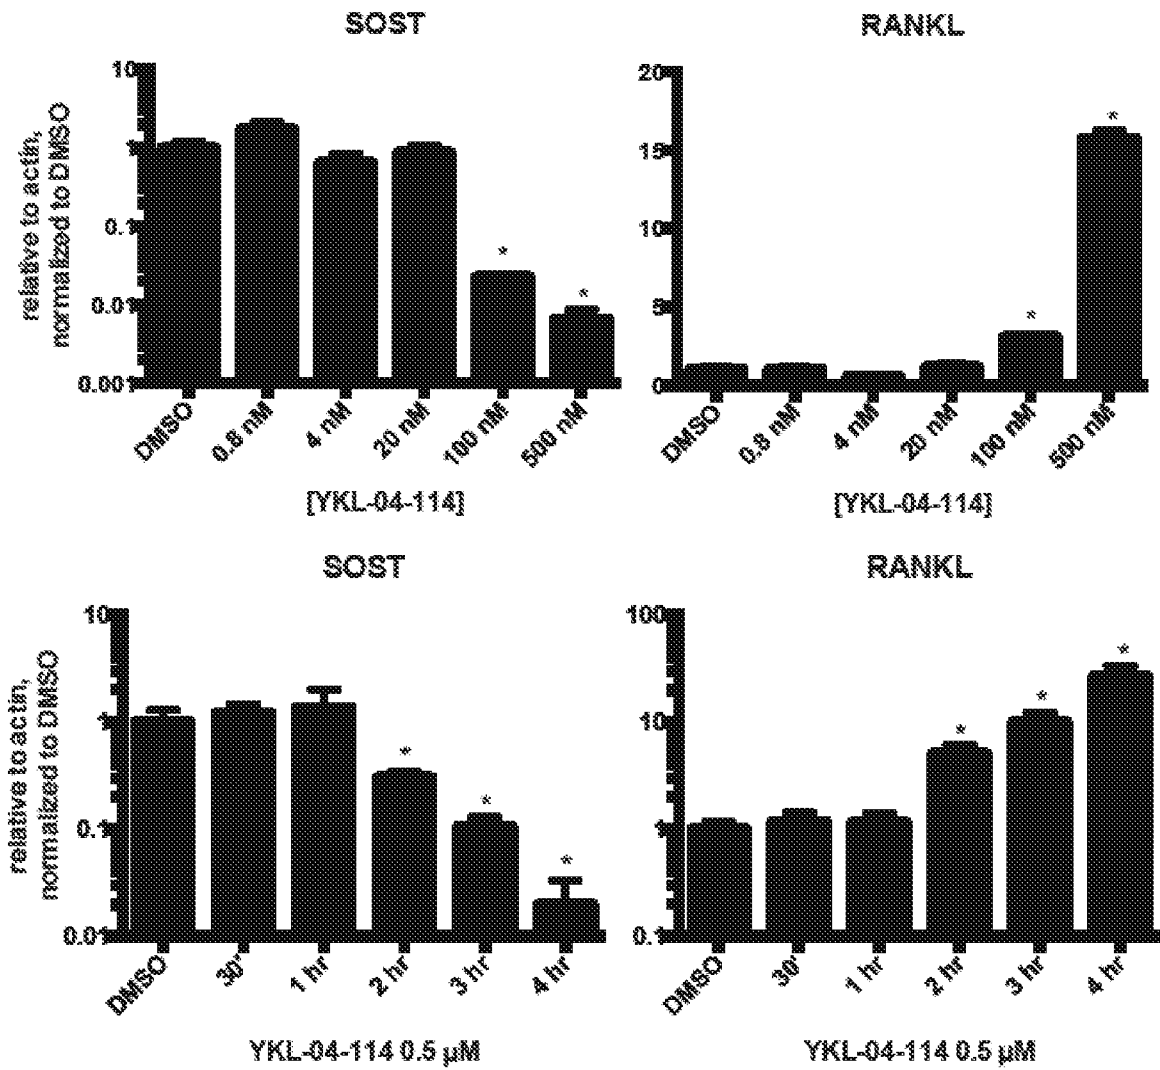 SOST
relative to actin,
normalized to DMSO
10
1
0.1
0.01
0.001
*
*
DMSO
0.8 nM
4 nM
20 nM
100 nM
500 nM
[YKL-04-114]
RANKL
20
15
10
5
0
*
*
DMSO
0.8 nM
4 nM
20 nM
100 nM
500 nM
[YKL-04-114]
SOST
relative to actin,
normalized to DMSO
10
1
0.1
0.01
*
*
*
DMSO
30'
1 hr
2 hr
3 hr
4 hr
YKL-04-114 0.5 µM
RANKL
100
10
1
0.1
*
*
*
DMSO
30'
1 hr
2 hr
3 hr
4 hr
YKL-04-114 0.5 µM